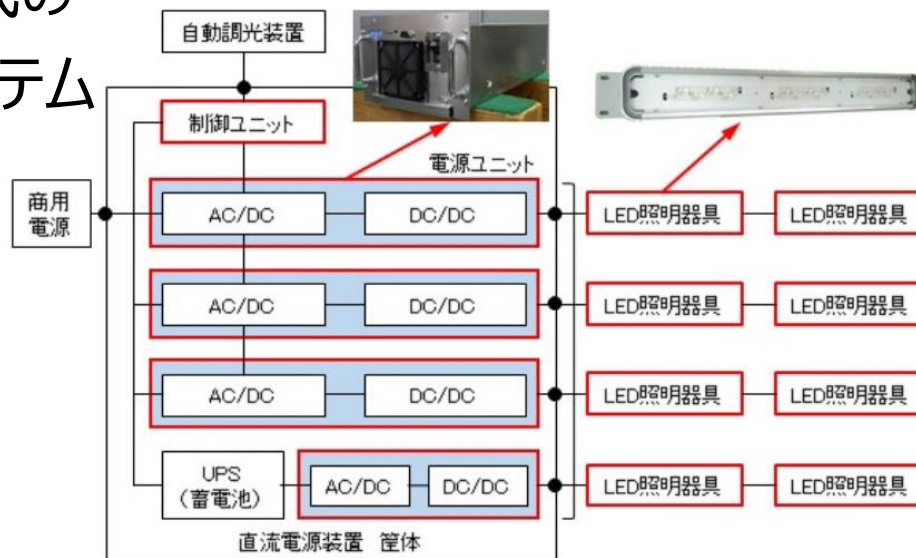 の
テム
自動調光装置
制御ユニット
電源ユニット
商用
電源
AC/DC
DC/DC
LED照明器具
LED照明器具
AC/DC
DC/DC
LED照明器具
LED照明器具
AC/DC
DC/DC
LED照明器具
LED照明器具
UPS
(蓄電池)
AC/DC
DC/DC
LED照明器具
LED照明器具
直流電源装置 筐体